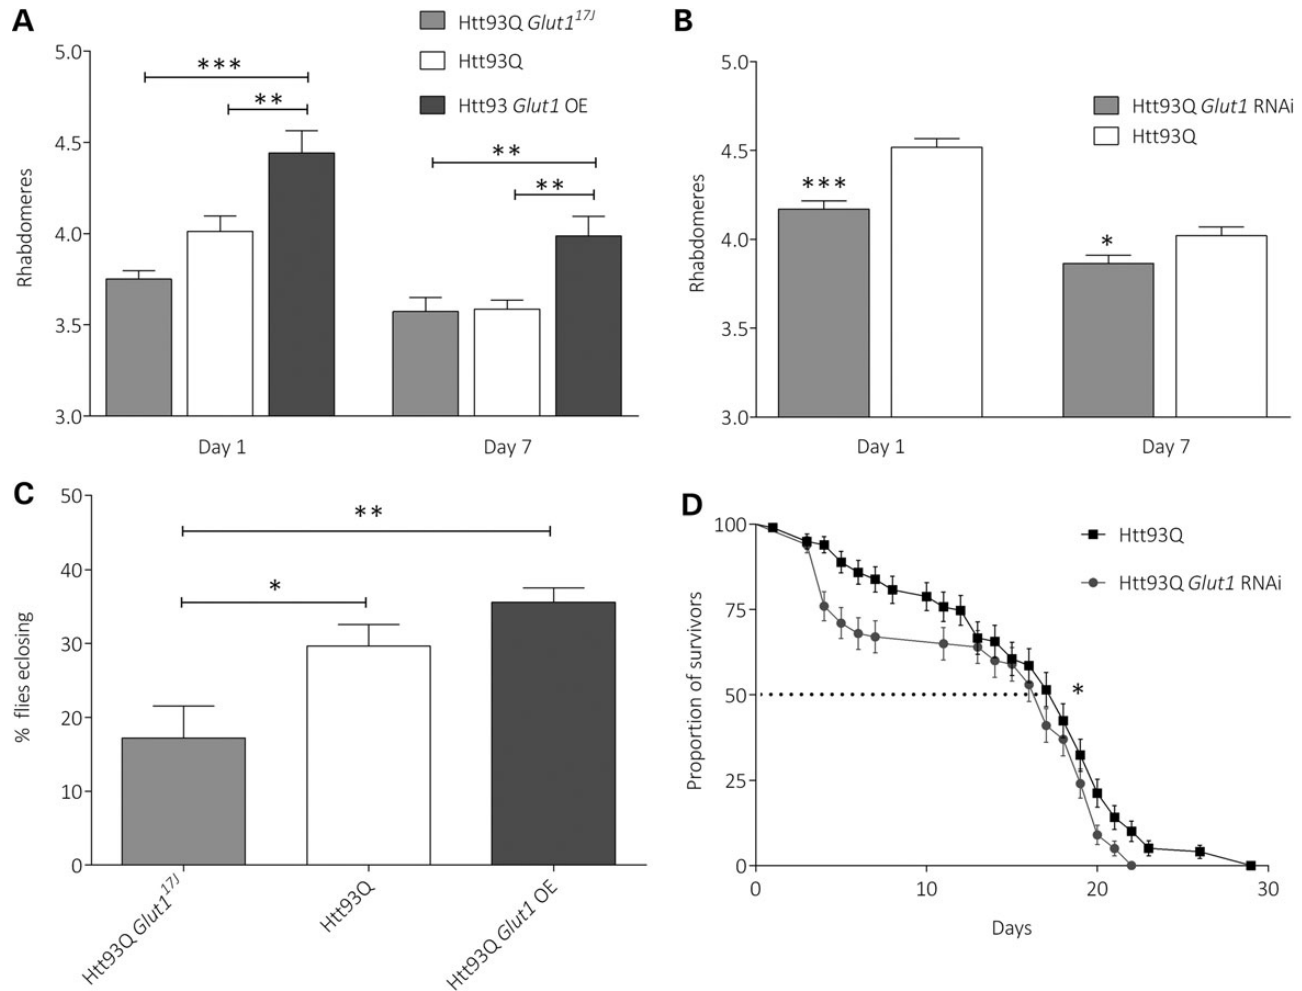 A
Htt93Q Glut1^17J
Htt93Q
Htt93 Glut1 OE
***
**
**
**
5.0
4.5
4.0
3.5
3.0
Rhabdomeres
Day 1
Day 7
B
Htt93Q Glut1 RNAi
Htt93Q
***
*
5.0
4.5
4.0
3.5
3.0
Rhabdomeres
Day 1
Day 7
C
**
*
50
40
30
20
10
0
% flies eclosing
Htt93Q Glut1^17J
Htt93Q
Htt93Q Glut1 OE
D
Htt93Q
Htt93Q Glut1 RNAi
*
100
75
50
25
0
Proportion of survivors
0
10
20
30
Days